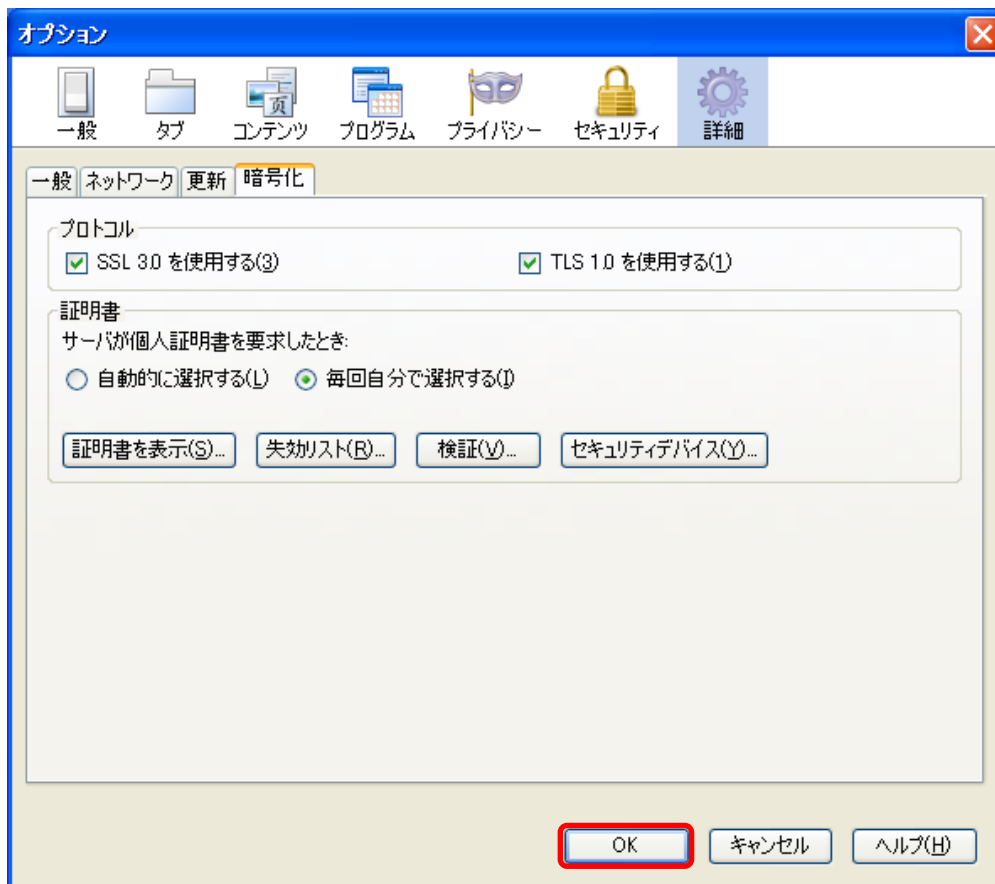 オプション
一般 タブ コンテンツ プログラム プライバシー セキュリティ 詳細
一般 ネットワーク 更新 暗号化
プロトコル
SSL 3.0 を使用する(3) TLS 1.0 を使用する(1)
証明書
サーバが個人証明書を要求したとき:
自動的に選択する(L) 毎回自分で選択する(I)
証明書を表示(S)... 失効リスト(R)... 検証(V)... セキュリティデバイス(Y)...
OK キャンセル ヘルプ(H)